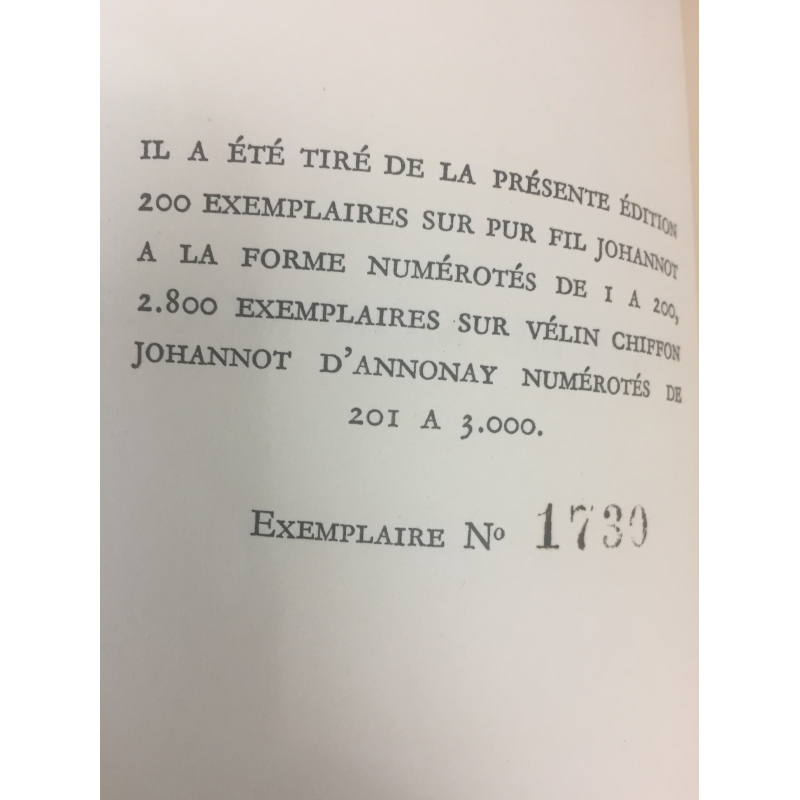 IL A ÉTÉ TIRÉ DE LA PRÉSENTE ÉDITION
200 EXEMPLAIRES SUR PUR FIL JOHANNOT
A LA FORME NUMÉROTÉS DE 1 A 200,
2.800 EXEMPLAIRES SUR VÉLIN CHIFFON
JOHANNOT D'ANNONAY NUMÉROTÉS DE
201 A 3.000.
EXEMPLAIRE Nº 1730